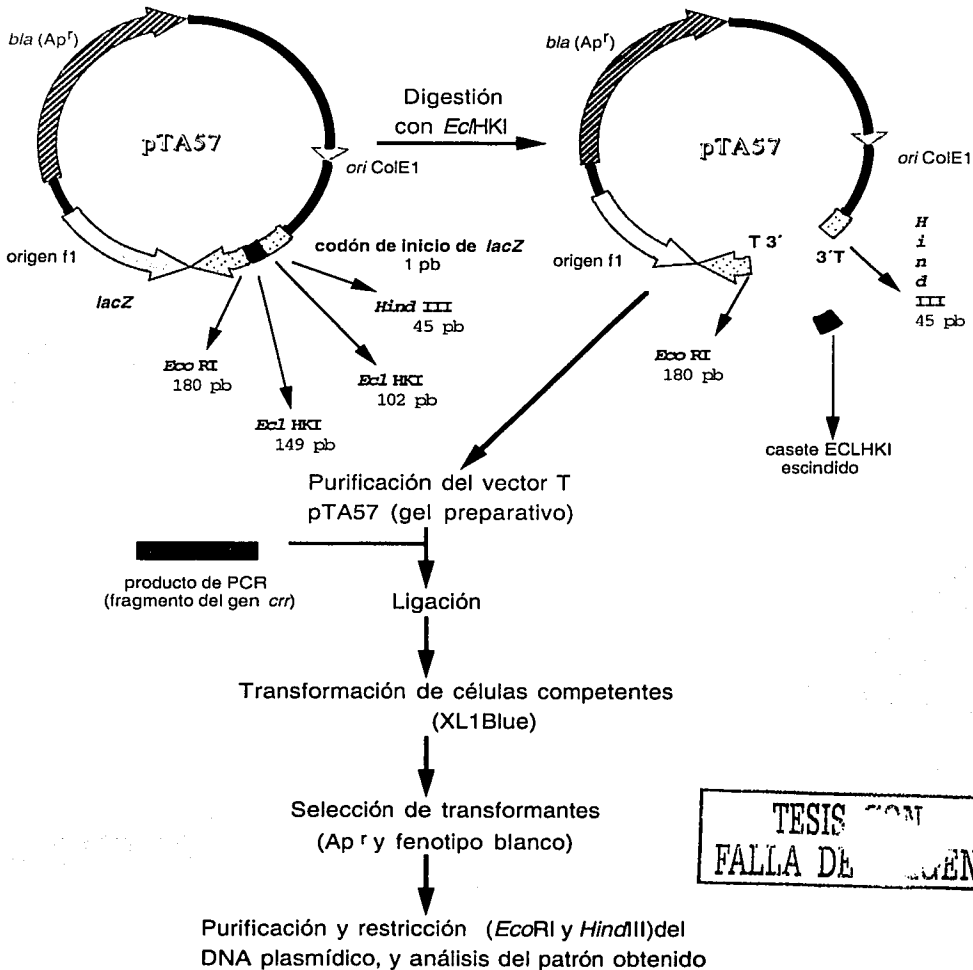 bla (Apr)
pTA57
ori ColE1
origen f1
lacZ
codón de inicio de lacZ
1 pb
Hind III
45 pb
Ecl HKI
102 pb
Ecl HKI
149 pb
Eco RI
180 pb
Digestión
con EclHKI
bla (Apr)
pTA57
ori ColE1
origen f1
T 3´
3´T
Hind
III
45 pb
Eco RI
180 pb
casete ECLHKI
escindido
Purificación del vector T
pTA57 (gel preparativo)
producto de PCR
(fragmento del gen crr)
Ligación
Transformación de células competentes
(XL1Blue)
Selección de transformantes
(Ap r y fenotipo blanco)
Purificación y restricción (EcoRI y HindIII)del
DNA plasmídico, y análisis del patrón obtenido
TESIS
FALLA DE